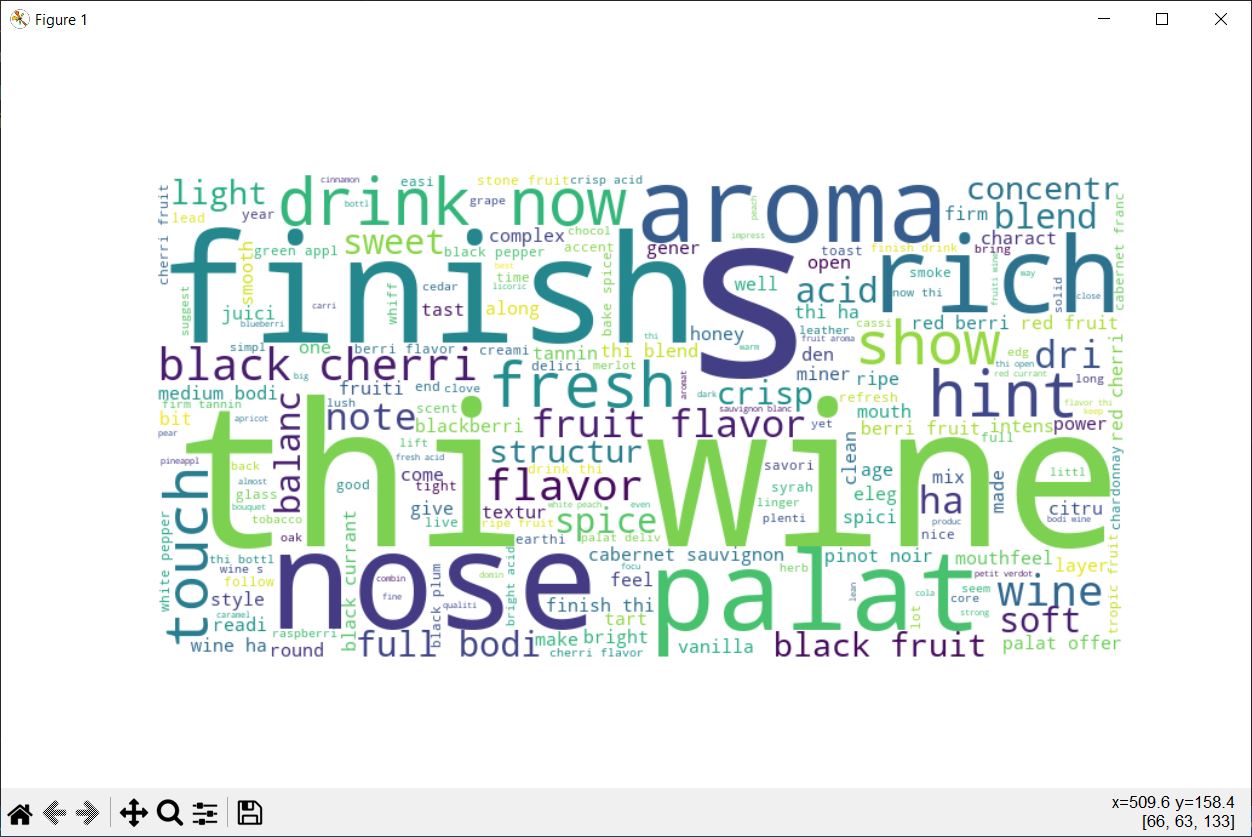 Figure 1
cinnamon
easi
stone fruit
crisp acid
light
drink now
aroma
concentr
cherri fruit
bottl
grape
peach
lead
year
firm
blend
cabernet franc
green appl
sweet
black pepper
complex
chocol
accent
gener
impress
toast
finish drink
charact
bring
smooth
finish
S
rich
open
best
time
licoric
bake spice
well
smoke
fruiti wine
way
suggest
juici
blueberri
carri
whiff
cedar
tast
along
acid
now thi
solid
close
thi ha
simpl
one
berri flavor
creami
tannin
thi
thi blend
honey
warm
leather
fruit aroma
cassi
red berri
red fruit
black cherri
big
delici
merlot
den
show
edg
thi open
red currant
dri
long
medium bodi
fruiti
end
clove
fresh
aromat
dark
crisp
miner
ripe
refresh
hint
flavor thi
keep
red cherri
firm tannin
bit
apricot
balanc
lush
note
scent
blackberri
fruit flavor
sauvignon blanc
yet
mouth
berri fruit
intens
full
power
pear
thi
wine
pineappl
back
almost
glass
bouquet
tobacco
oak
touch
lift
fresh acid
good
come
tight
structur
drink thi
flavor
savori
clean
syrah
linger
plenti
age
eleg
spici
mix
ha
produc
nice
made
littl
citru
bodi wine
chardonnay
give
live
textur
ripe fruit
white peach
even
spice
earthi
palat deliv
white pepper
thi bottl
wine s
follow
style
caramel
readi
wine ha
raspberri
round
nose
black currant
combin
fine
black plum
qualiti
domin
bright acid
focu
feel
cabernet sauvignon
herb
pinot noir
mouthfeel
layer
petit verdot
palat
lean
cola
lot
seem
core
strong
wine
soft
tropic fruit
finish thi
tart
full bodi
make
bright
cherri flavor
vanilla
black fruit
palat offer
x=509.6 y=158.4
[66, 63, 133]